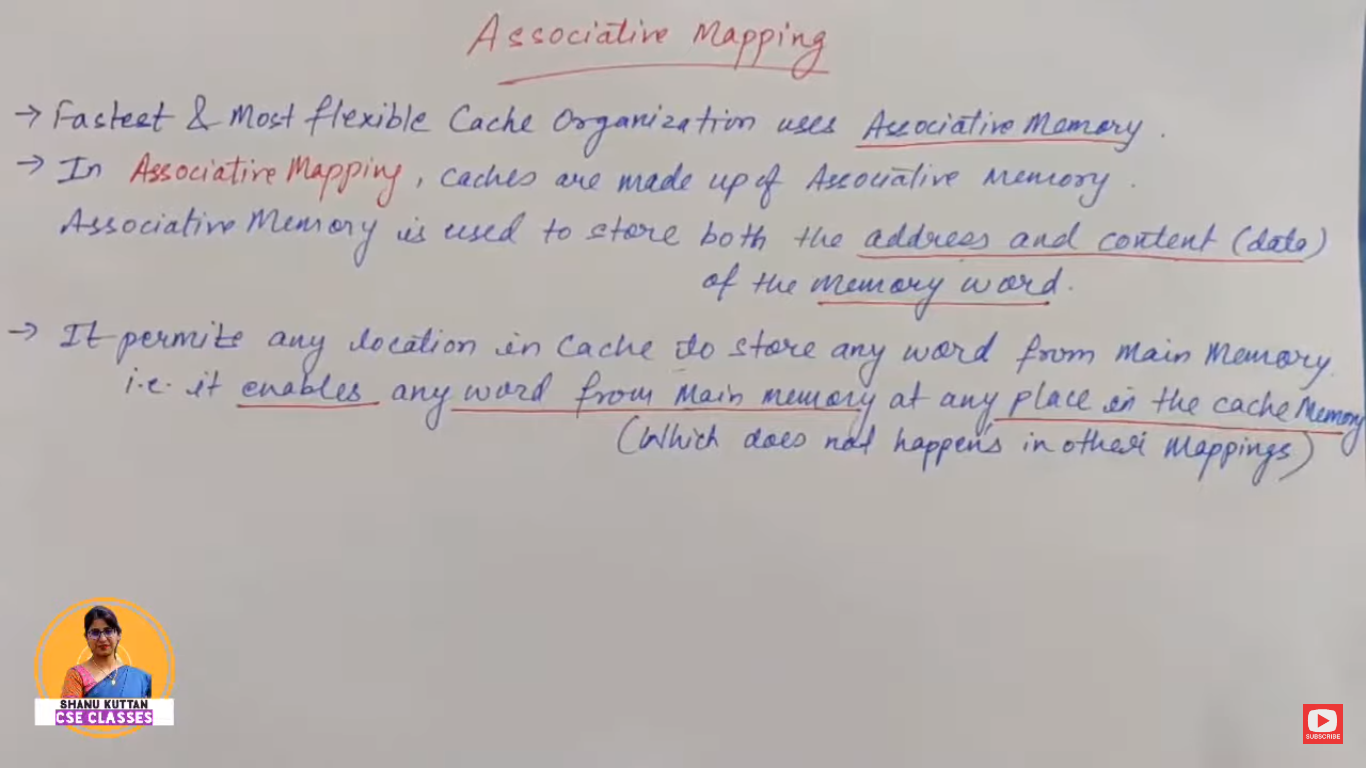 Associative Mapping
→ Fastest & Most flexible Cache Organization uses Associative Memory.
→ In Associative Mapping, Caches are made up of Associative Memory.
Associative Memory is used to store both the address and content (data)
of the Memory word.
→ It permits any location in Cache to store any word from Main Memory.
i.e. it enables any word from Main memory at any place in the cache Memory
(Which does not happens in other Mappings)
SHANU KUTTAN
CSE CLASSES
SUBSCRIBE